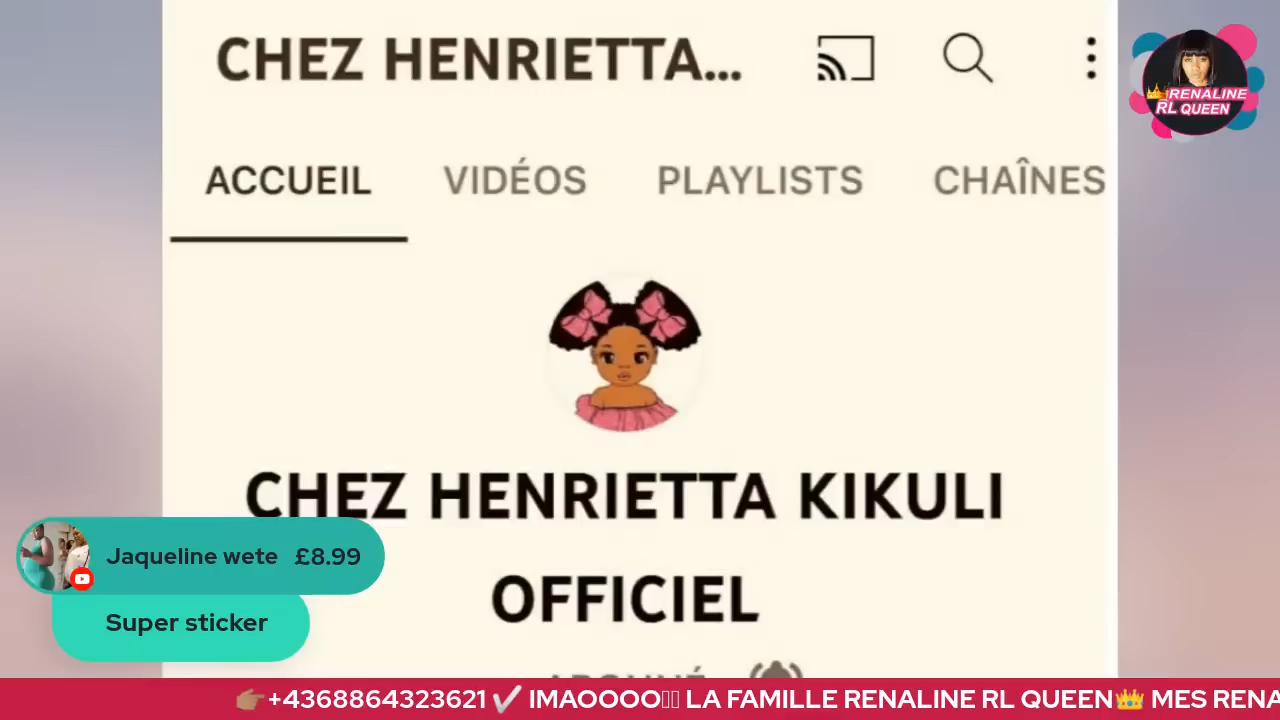 CHEZ HENRIETTA...
RENALINE
RL QUEEN
ACCUEIL VIDÉOS PLAYLISTS CHAÎNES
CHEZ HENRIETTA KIKULI
OFFICIEL
Jaqueline wete £8.99
Super sticker
ABONNÉ
👉🏽+4368864323621 ✔️ IMAOOOO LA FAMILLE RENALINE RL QUEEN👑 MES RENA